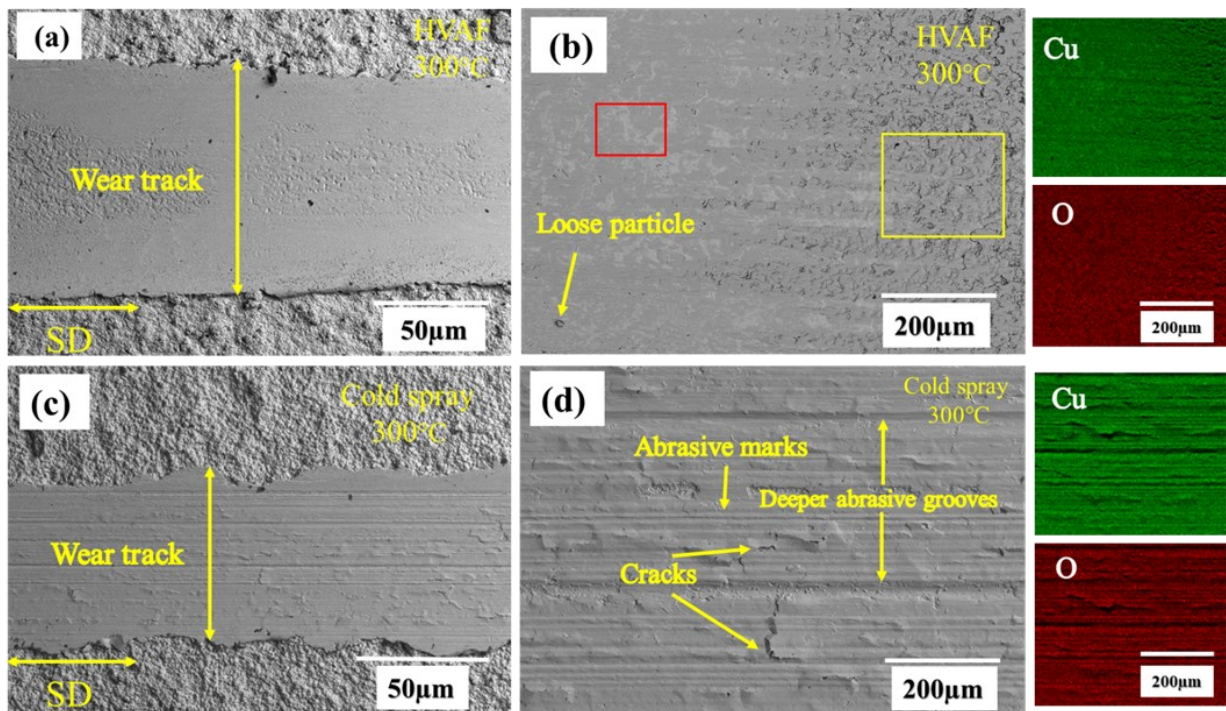 (a)
HVAF
300°C
Wear track
SD
50μm
(b)
HVAF
300°C
Loose particle
200μm
Cu
O
200μm
(c)
Cold spray
300°C
Wear track
SD
50μm
(d)
Cold spray
300°C
Abrasive marks
Deeper abrasive grooves
Cracks
200μm
Cu
O
200μm